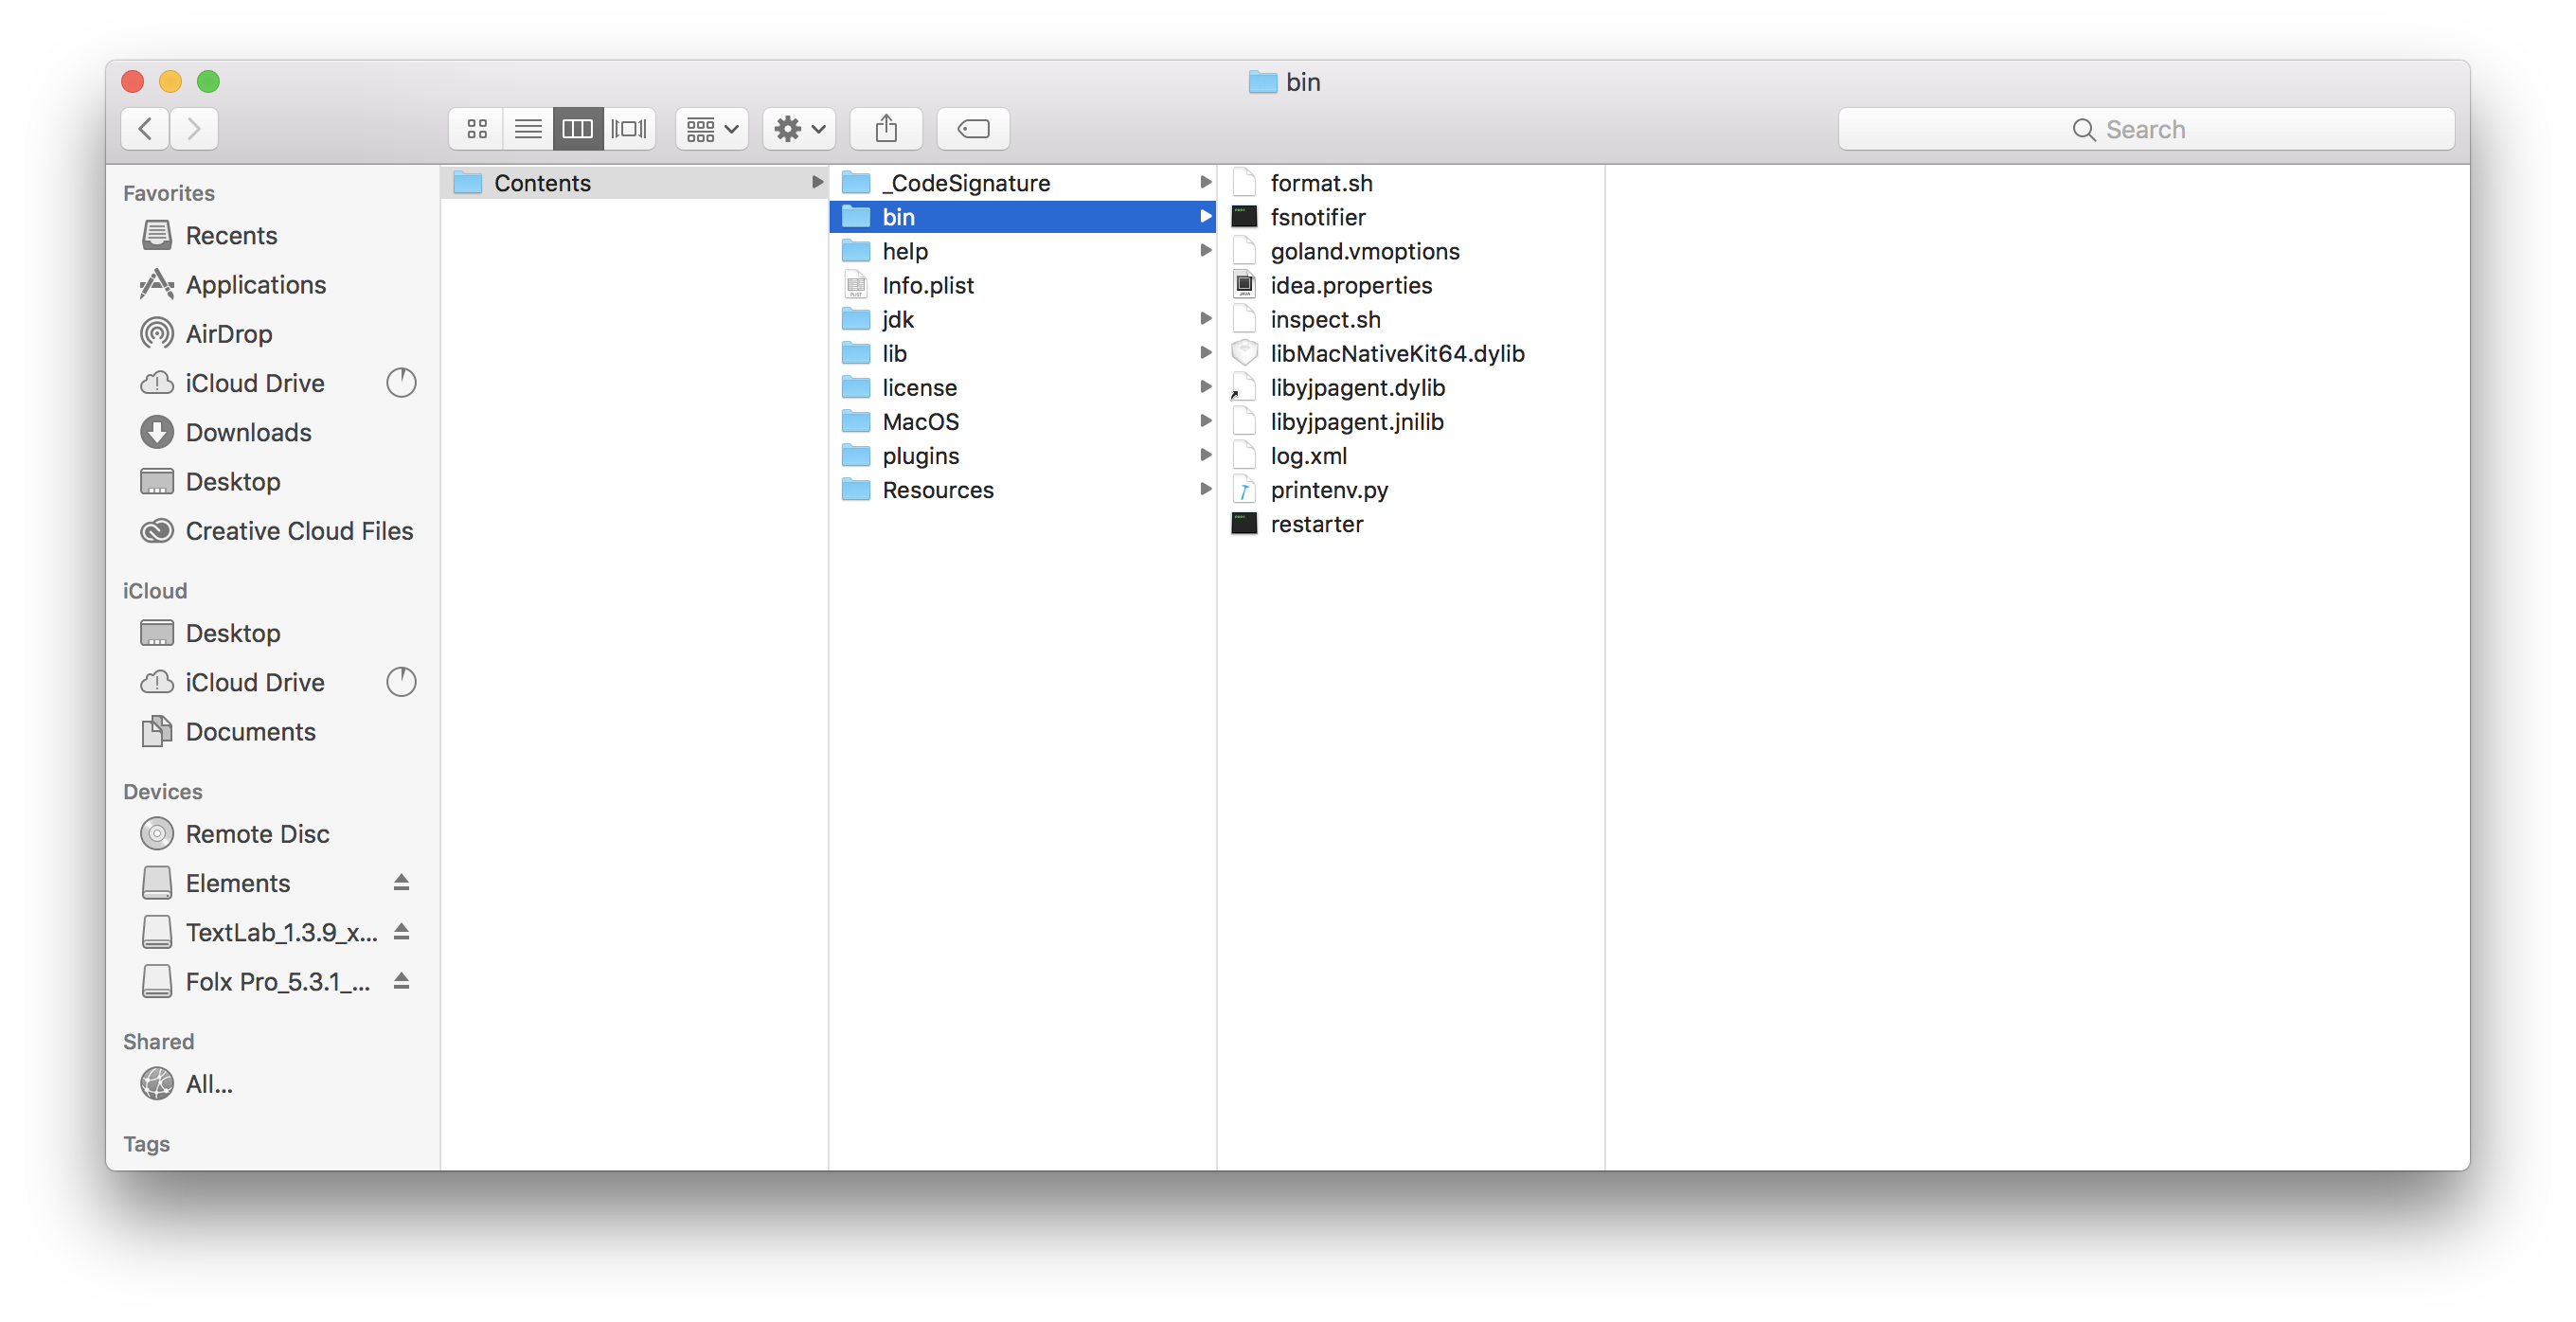 bin
Search
Favorites
Recents
Applications
AirDrop
iCloud Drive
Downloads
Desktop
Creative Cloud Files
iCloud
Desktop
iCloud Drive
Documents
Devices
Remote Disc
Elements
TextLab_1.3.9_x...
Folx Pro_5.3.1_...
Shared
All...
Tags
Contents
_CodeSignature
bin
help
Info.plist
jdk
lib
license
MacOS
plugins
Resources
format.sh
fsnotifier
goland.vmoptions
idea.properties
inspect.sh
libMacNativeKit64.dylib
libyjpagent.dylib
libyjpagent.jnilib
log.xml
printenv.py
restarter